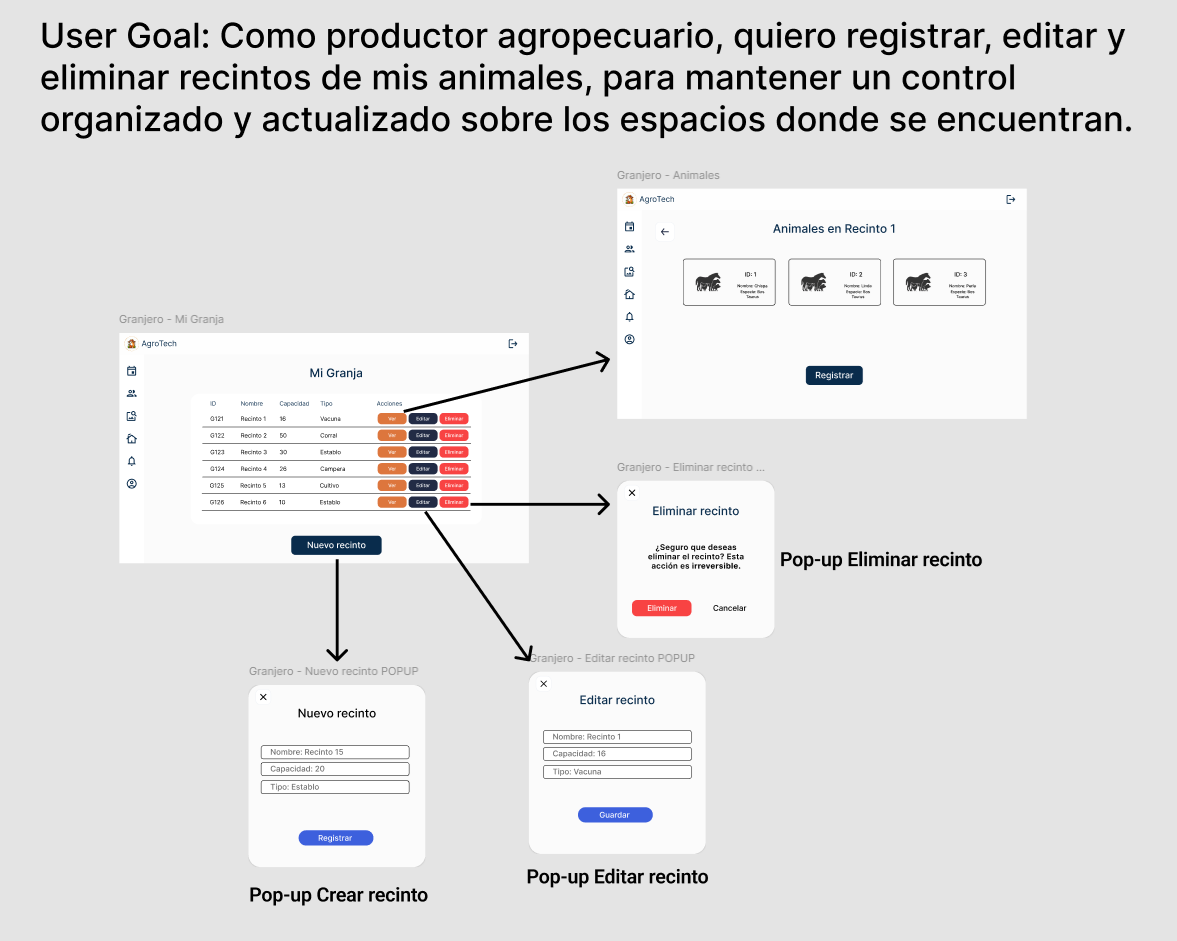 User Goal: Como productor agropecuario, quiero registrar, editar y
eliminar recintos de mis animales, para mantener un control
organizado y actualizado sobre los espacios donde se encuentran.
Granjero - Animales
AgroTech
Animales en Recinto 1
ID: 1
Nombre: Chispa
Especie: Bos
Taurus
ID: 2
Nombre: Linda
Especie: Bos
Taurus
ID: 3
Nombre: Perla
Especie: Bos
Taurus
Registrar
Granjero - Mi Granja
AgroTech
Mi Granja
ID Nombre Capacidad Tipo Acciones
G121 Recinto 1 16 Vacuna Ver Editar Eliminar
G122 Recinto 2 50 Corral Ver Editar Eliminar
G123 Recinto 3 30 Establo Ver Editar Eliminar
G124 Recinto 4 26 Campera Ver Editar Eliminar
G125 Recinto 5 13 Cultivo Ver Editar Eliminar
G126 Recinto 6 10 Establo Ver Editar Eliminar
Nuevo recinto
Granjero - Eliminar recinto ...
Eliminar recinto
¿Seguro que deseas
eliminar el recinto? Esta
acción es irreversible.
Eliminar Cancelar
Pop-up Eliminar recinto
Granjero - Nuevo recinto POPUP
Nuevo recinto
Nombre: Recinto 15
Capacidad: 20
Tipo: Establo
Registrar
Pop-up Crear recinto
Granjero - Editar recinto POPUP
Editar recinto
Nombre: Recinto 1
Capacidad: 16
Tipo: Vacuna
Guardar
Pop-up Editar recinto